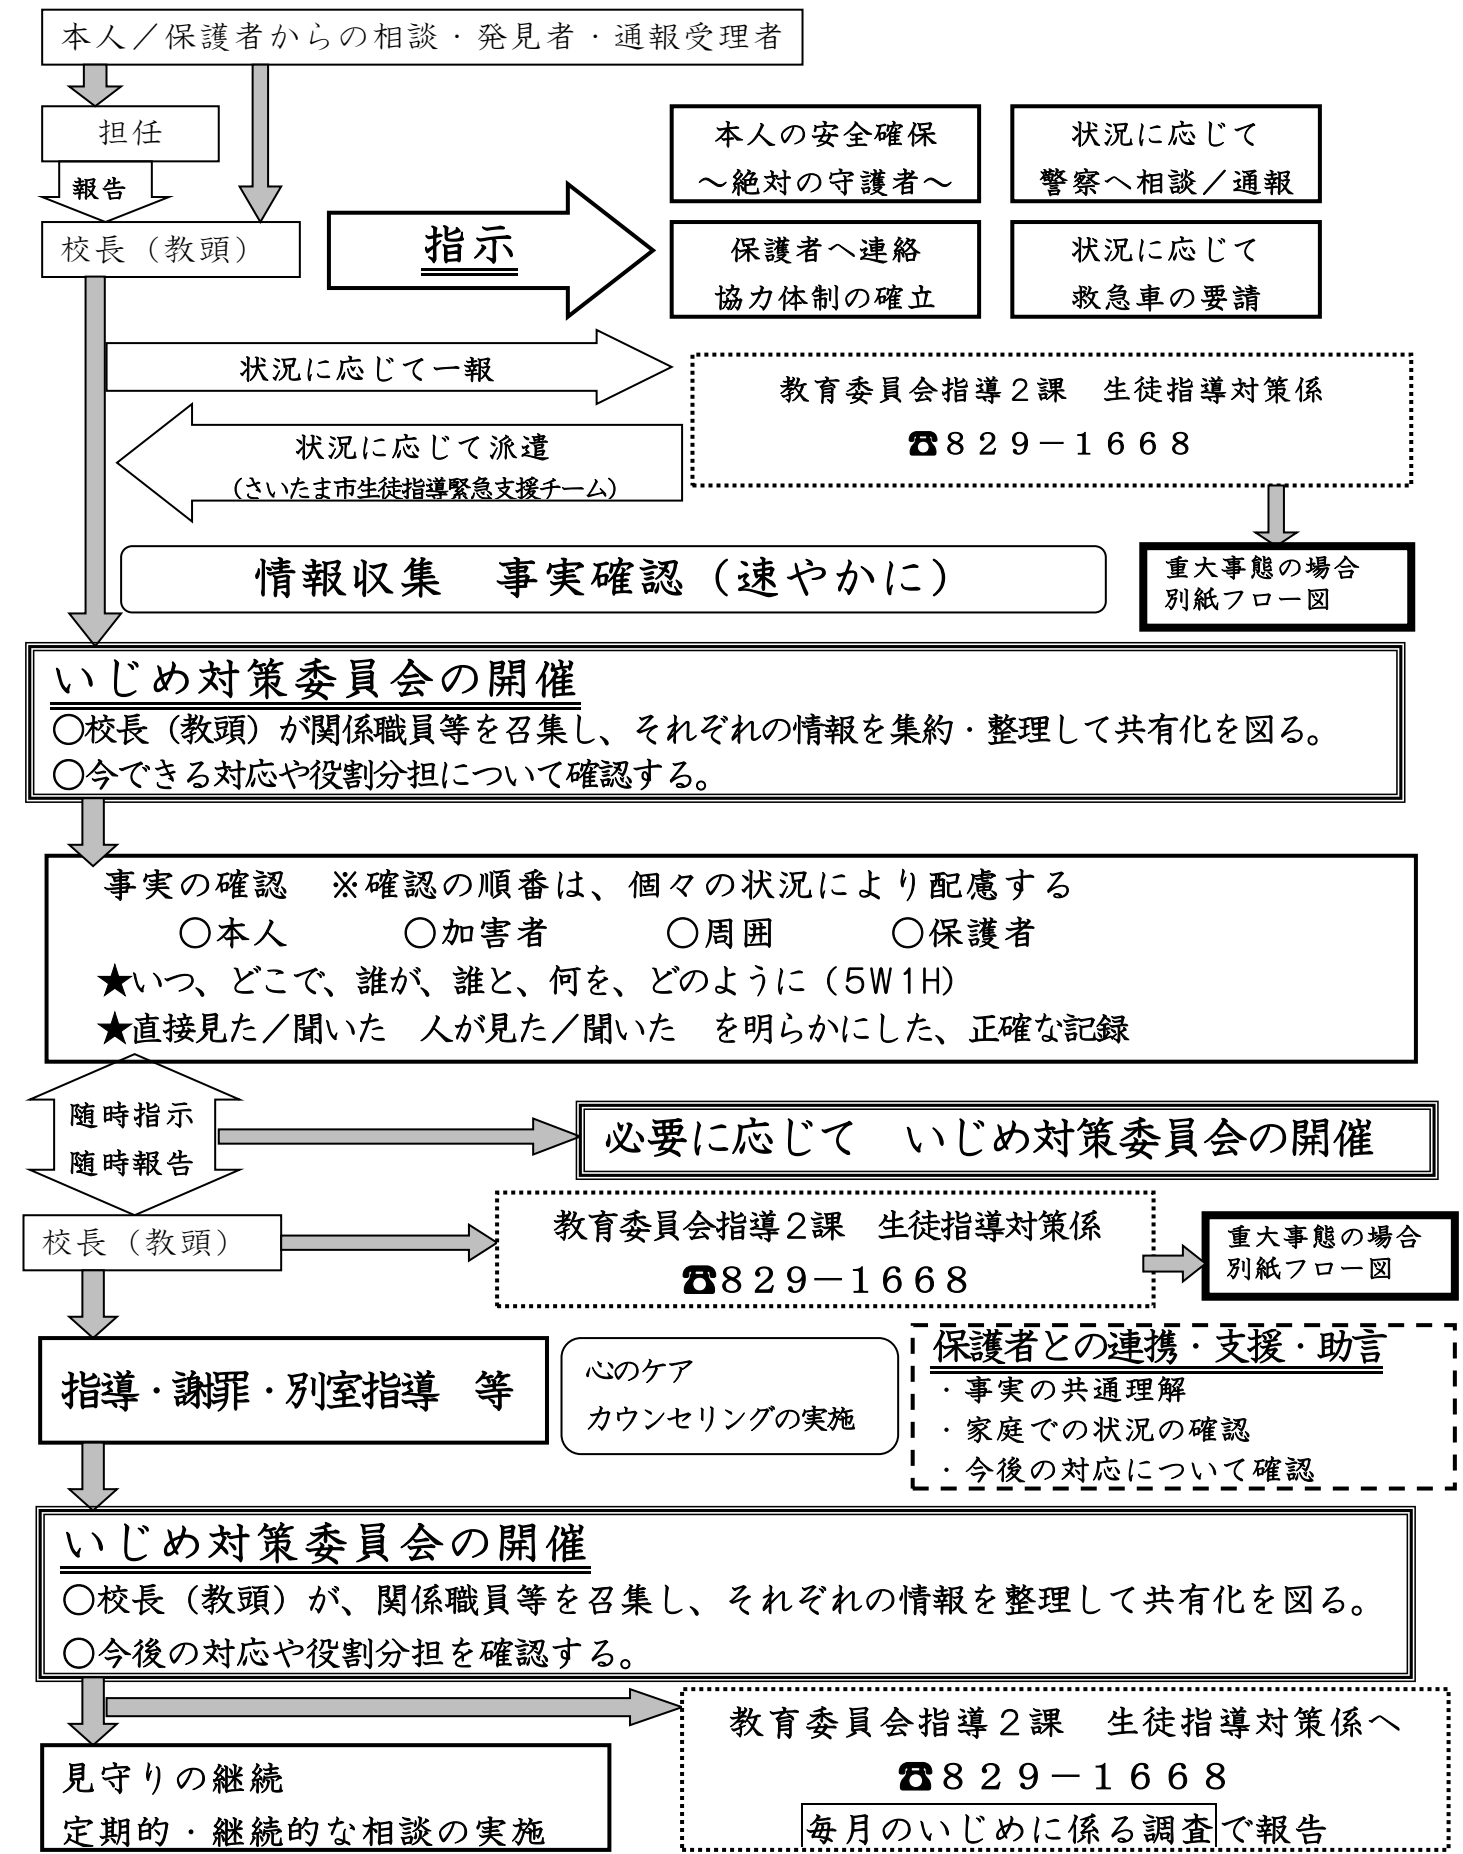 本人／保護者からの相談・発見者・通報受理者
担任
報告
校長（教頭）
指示
本人の安全確保
～絶対の守護者～
状況に応じて
警察へ相談／通報
保護者へ連絡
協力体制の確立
状況に応じて
救急車の要請
状況に応じて一報
教育委員会指導２課　生徒指導対策係
☎８２９－１６６８
状況に応じて派遣
（さいたま市生徒指導緊急支援チーム）
情報収集　事実確認（速やかに）
重大事態の場合
別紙フロー図
いじめ対策委員会の開催
○校長（教頭）が関係職員等を召集し、それぞれの情報を集約・整理して共有化を図る。
○今できる対応や役割分担について確認する。
事実の確認　※確認の順番は、個々の状況により配慮する
○本人　○加害者　○周囲　○保護者
★いつ、どこで、誰が、誰と、何を、どのように（５Ｗ１Ｈ）
★直接見た／聞いた　人が見た／聞いた　を明らかにした、正確な記録
随時指示
随時報告
必要に応じて　いじめ対策委員会の開催
校長（教頭）
教育委員会指導２課　生徒指導対策係
☎８２９－１６６８
重大事態の場合
別紙フロー図
指導・謝罪・別室指導　等
心のケア
カウンセリングの実施
保護者との連携・支援・助言
・事実の共通理解
・家庭での状況の確認
・今後の対応について確認
いじめ対策委員会の開催
○校長（教頭）が、関係職員等を召集し、それぞれの情報を整理して共有化を図る。
○今後の対応や役割分担を確認する。
教育委員会指導２課　生徒指導対策係へ
☎８２９－１６６８
毎月のいじめに係る調査で報告
見守りの継続
定期的・継続的な相談の実施